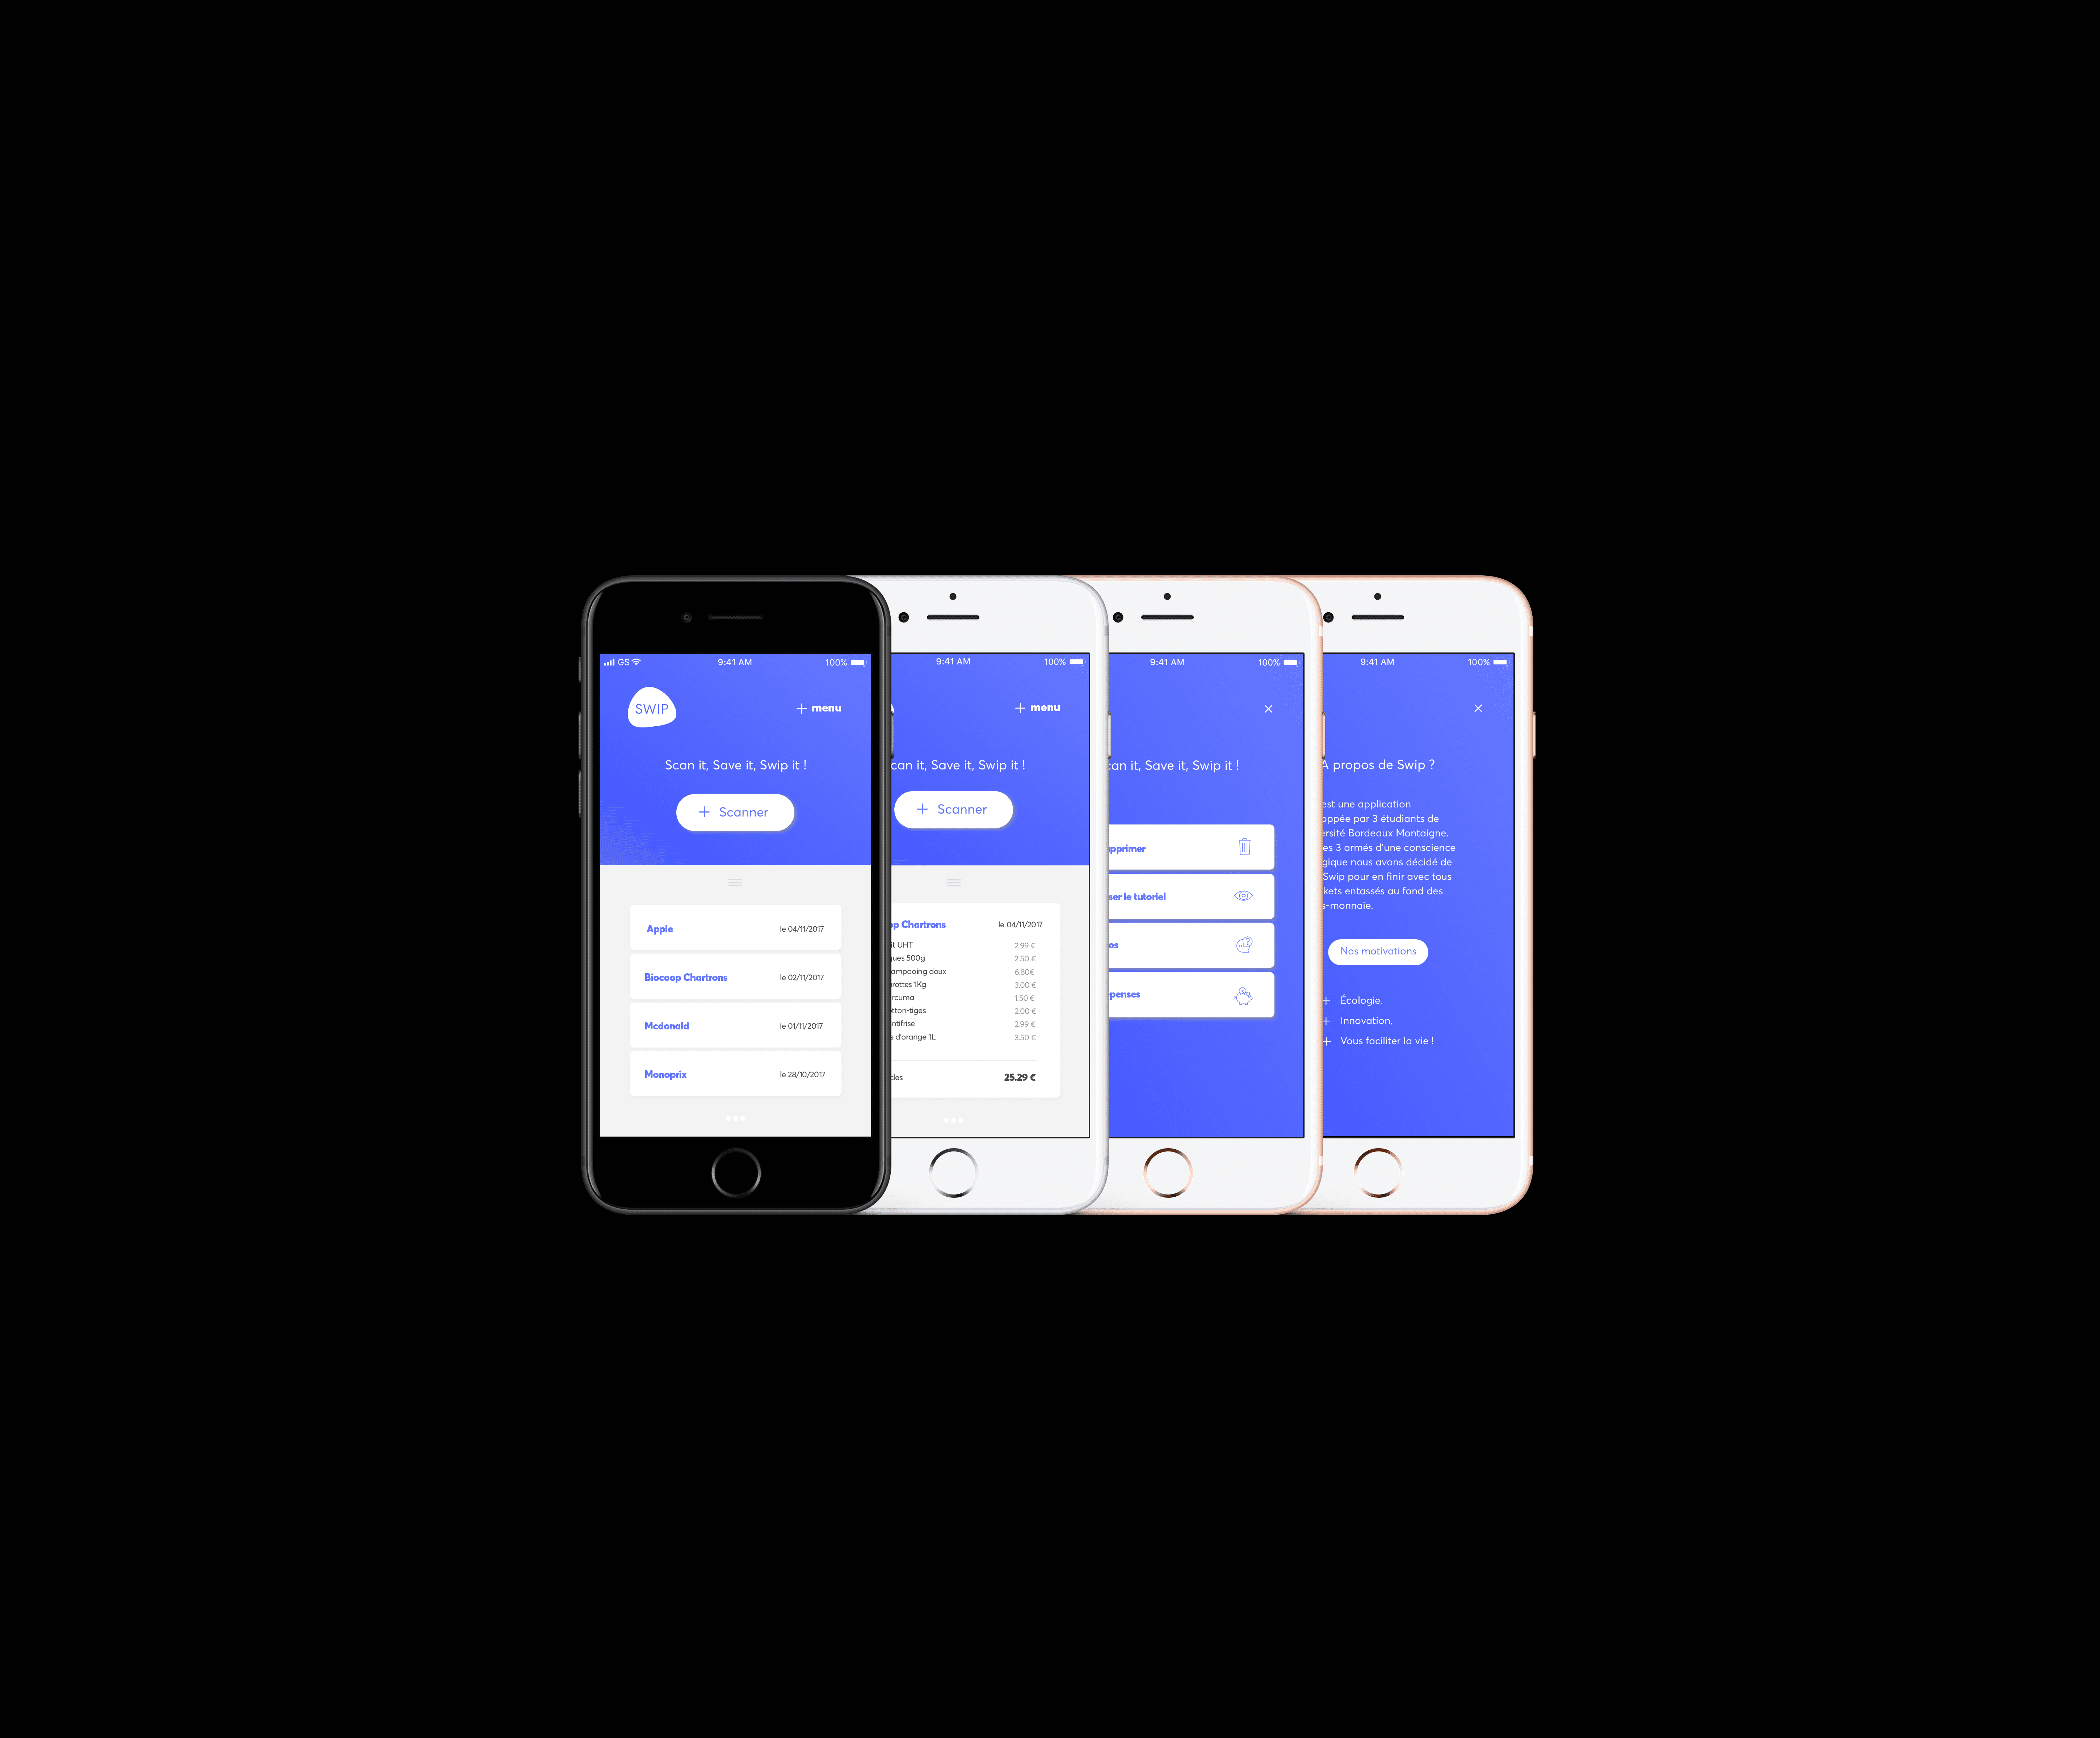 GS 9:41 AM 100%
SWIP
+ menu
Scan it, Save it, Swip it !
+ Scanner
Apple le 04/11/2017
Biocoop Chartrons le 02/11/2017
Mcdonald le 01/11/2017
Monoprix le 28/10/2017
9:41 AM 100%
+ menu
can it, Save it, Swip it !
+ Scanner
Chartrons le 04/11/2017
UHT 2.99 €
500g 2.50 €
ampooing doux 6.80€
rottes 1Kg 3.00 €
rcuma 1.50 €
tton-tiges 2.00 €
ntifrise 2.99 €
d'orange 1L 3.50 €
des 25.29 €
9:41 AM 100%
×
can it, Save it, Swip it !
pprimer
ser le tutoriel
os
penses
9:41 AM 100%
×
A propos de Swip ?
est une application
oppée par 3 étudiants de
ersité Bordeaux Montaigne.
es 3 armés d'une conscience
gique nous avons décidé de
Swip pour en finir avec tous
kets entassés au fond des
s-monnaie.
Nos motivations
+ Écologie,
+ Innovation,
+ Vous faciliter la vie !